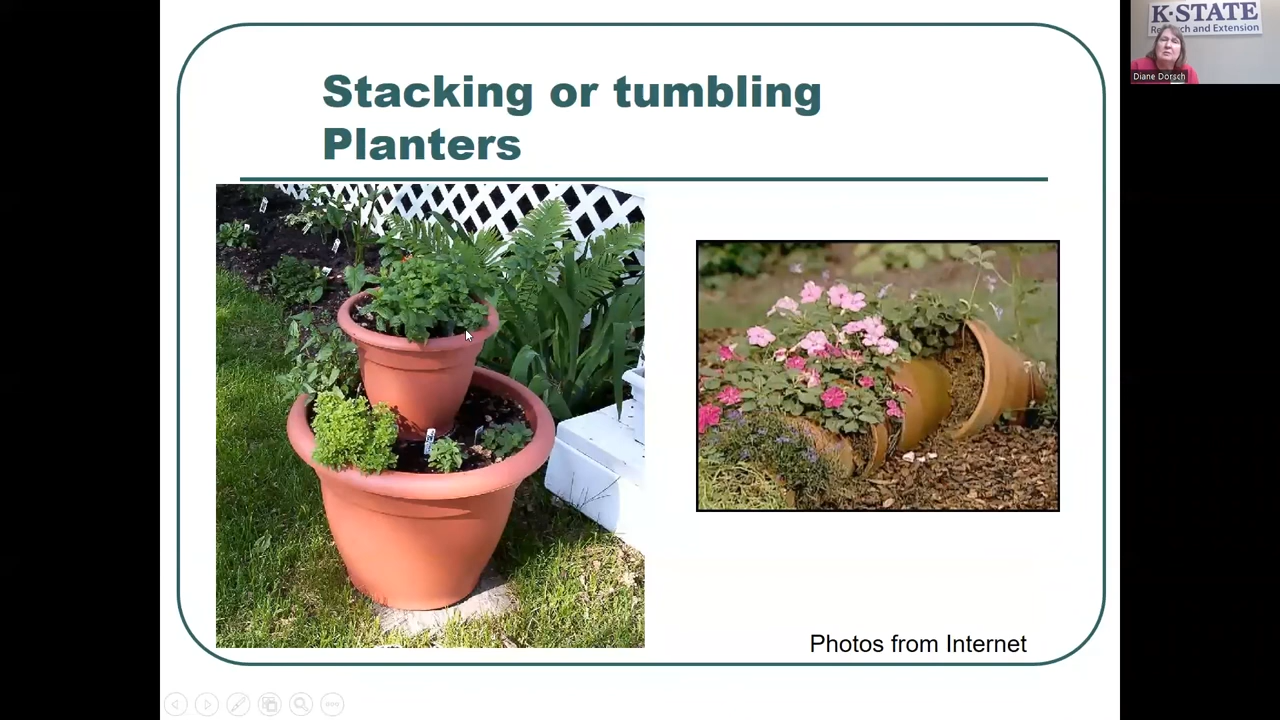 Stacking or tumbling
Planters
Photos from Internet
K-STATE
Research and Extension
Diane Dorsch